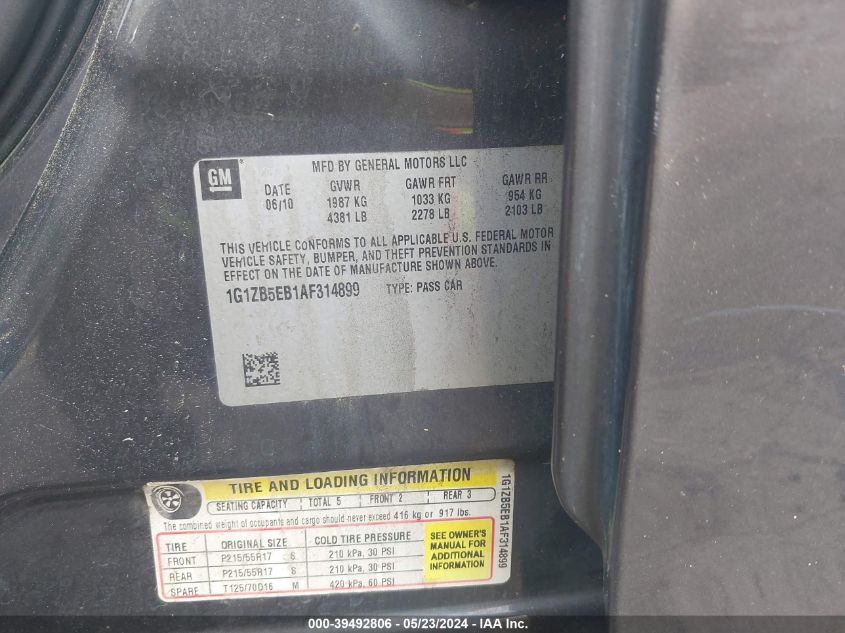 GM
MFD BY GENERAL MOTORS LLC
DATE GVWR GAWR FRT GAWR RR
06/10 1987 KG 1033 KG 954 KG
4381 LB 2278 LB 2103 LB
THIS VEHICLE CONFORMS TO ALL APPLICABLE U.S. FEDERAL MOTOR
VEHICLE SAFETY, BUMPER, AND THEFT PREVENTION STANDARDS IN
EFFECT ON THE DATE OF MANUFACTURE SHOWN ABOVE.
1G1ZB5EB1AF314899 TYPE: PASS CAR
TIRE AND LOADING INFORMATION
SEATING CAPACITY TOTAL 5 FRONT 2 REAR 3
The combined weight of occupants and cargo should never exceed 416 kg or 917 lbs.
TIRE ORIGINAL SIZE COLD TIRE PRESSURE
FRONT P215/55R17 S 210 kPa, 30 PSI
REAR P215/55R17 S 210 kPa, 30 PSI
SPARE T125/70D16 M 420 kPa, 60 PSI
SEE OWNER'S
MANUAL FOR
ADDITIONAL
INFORMATION
1G1ZB5EB1AF314899
000-39492806 - 05/23/2024 - IAA Inc.